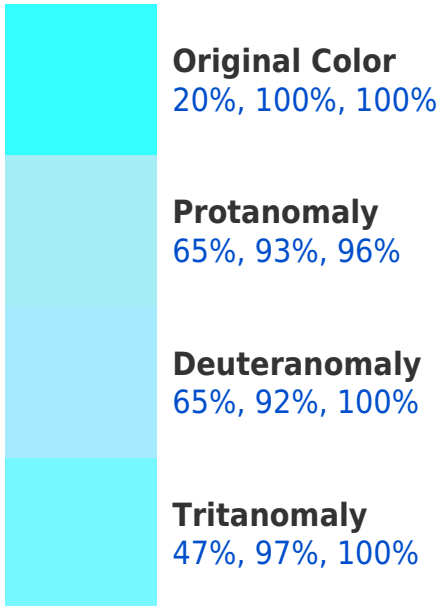 Original Color
20%, 100%, 100%
Protanomaly
65%, 93%, 96%
Deuteranomaly
65%, 92%, 100%
Tritanomaly
47%, 97%, 100%